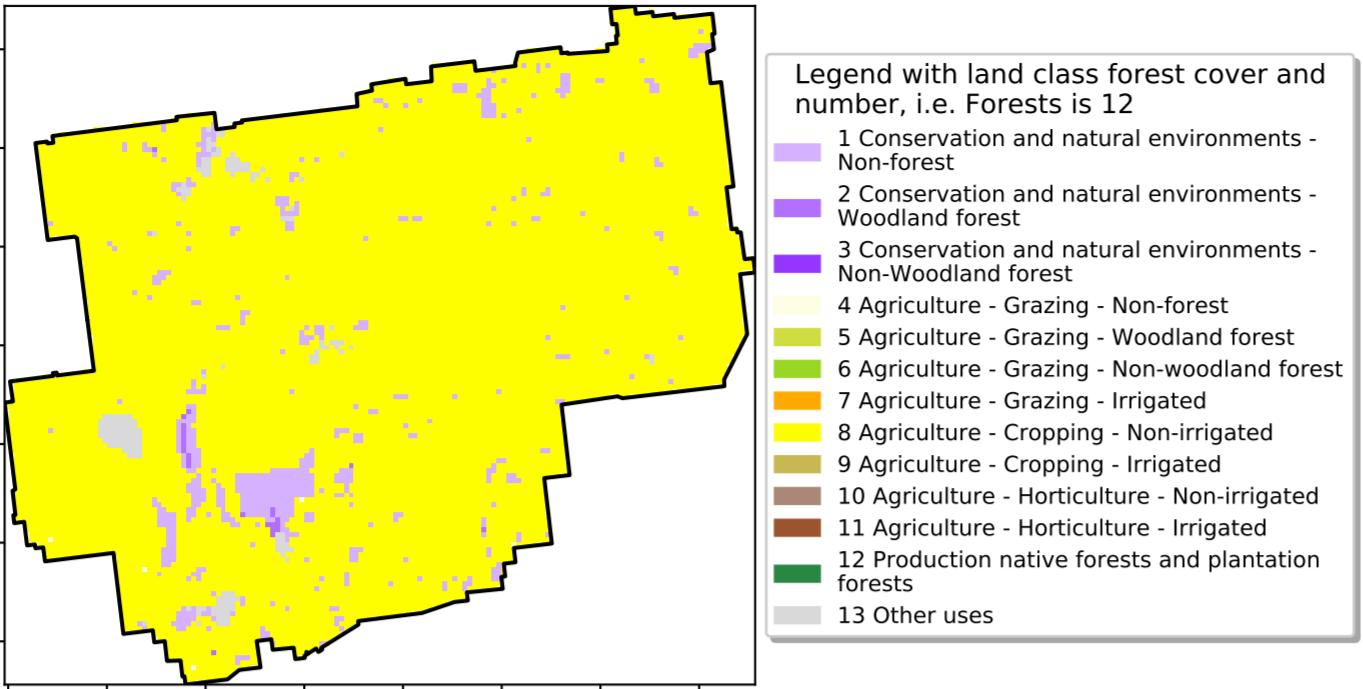 Legend with land class forest cover and
number, i.e. Forests is 12
1 Conservation and natural environments -
Non-forest
2 Conservation and natural environments -
Woodland forest
3 Conservation and natural environments -
Non-Woodland forest
4 Agriculture - Grazing - Non-forest
5 Agriculture - Grazing - Woodland forest
6 Agriculture - Grazing - Non-woodland forest
7 Agriculture - Grazing - Irrigated
8 Agriculture - Cropping - Non-irrigated
9 Agriculture - Cropping - Irrigated
10 Agriculture - Horticulture - Non-irrigated
11 Agriculture - Horticulture - Irrigated
12 Production native forests and plantation
forests
13 Other uses